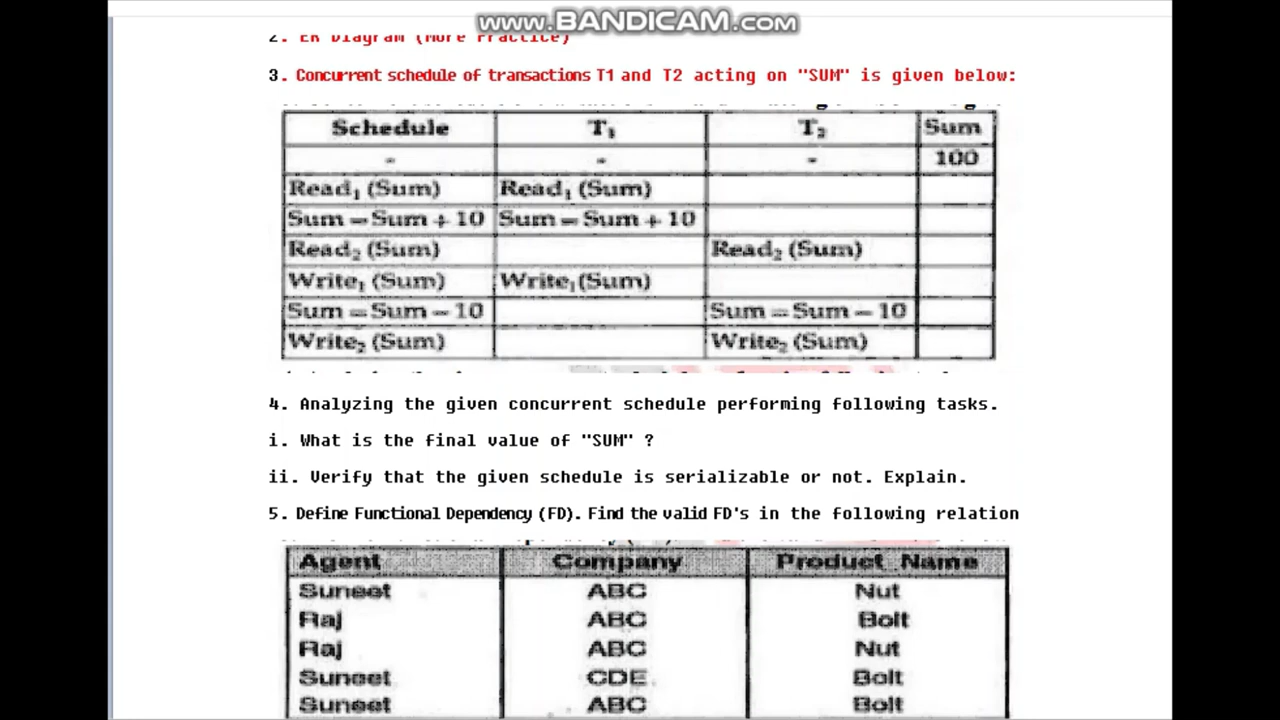 www.BANDICAM.com
2. ER Diagram (More Practice)
3. Concurrent schedule of transactions T1 and T2 acting on "SUM" is given below:
Schedule T₁ T₂ Sum
- - - 100
Read₁ (Sum) Read₁ (Sum)
Sum = Sum + 10 Sum = Sum + 10
Read₂ (Sum) Read₂ (Sum)
Write₁ (Sum) Write₁(Sum)
Sum = Sum - 10 Sum = Sum - 10
Write₂ (Sum) Write₂ (Sum)
4. Analyzing the given concurrent schedule performing following tasks.
i. What is the final value of "SUM" ?
ii. Verify that the given schedule is serializable or not. Explain.
5. Define Functional Dependency (FD). Find the valid FD's in the following relation
Agent Company Product_Name
Suneet ABC Nut
Raj ABC Bolt
Raj ABC Nut
Suneet CDE Bolt
Suneet ABC Bolt